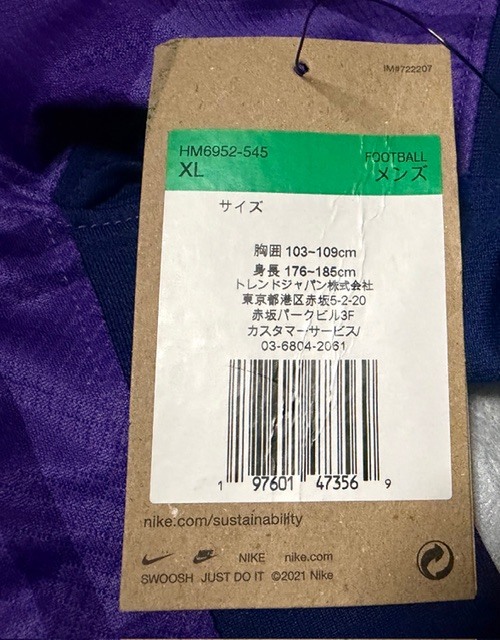 IM#722207
HM6952-545
FOOTBALL
XL
メンズ
サイズ
胸囲 103~109cm
身長 176~185cm
トレンドジャパン株式会社
東京都港区赤坂5-2-20
赤坂パークビル3F
カスタマーサービス/
03-6804-2061
1 97601 47356 9
nike.com/sustainability
NIKE nike.com
SWOOSH JUST DO IT ©2021 Nike